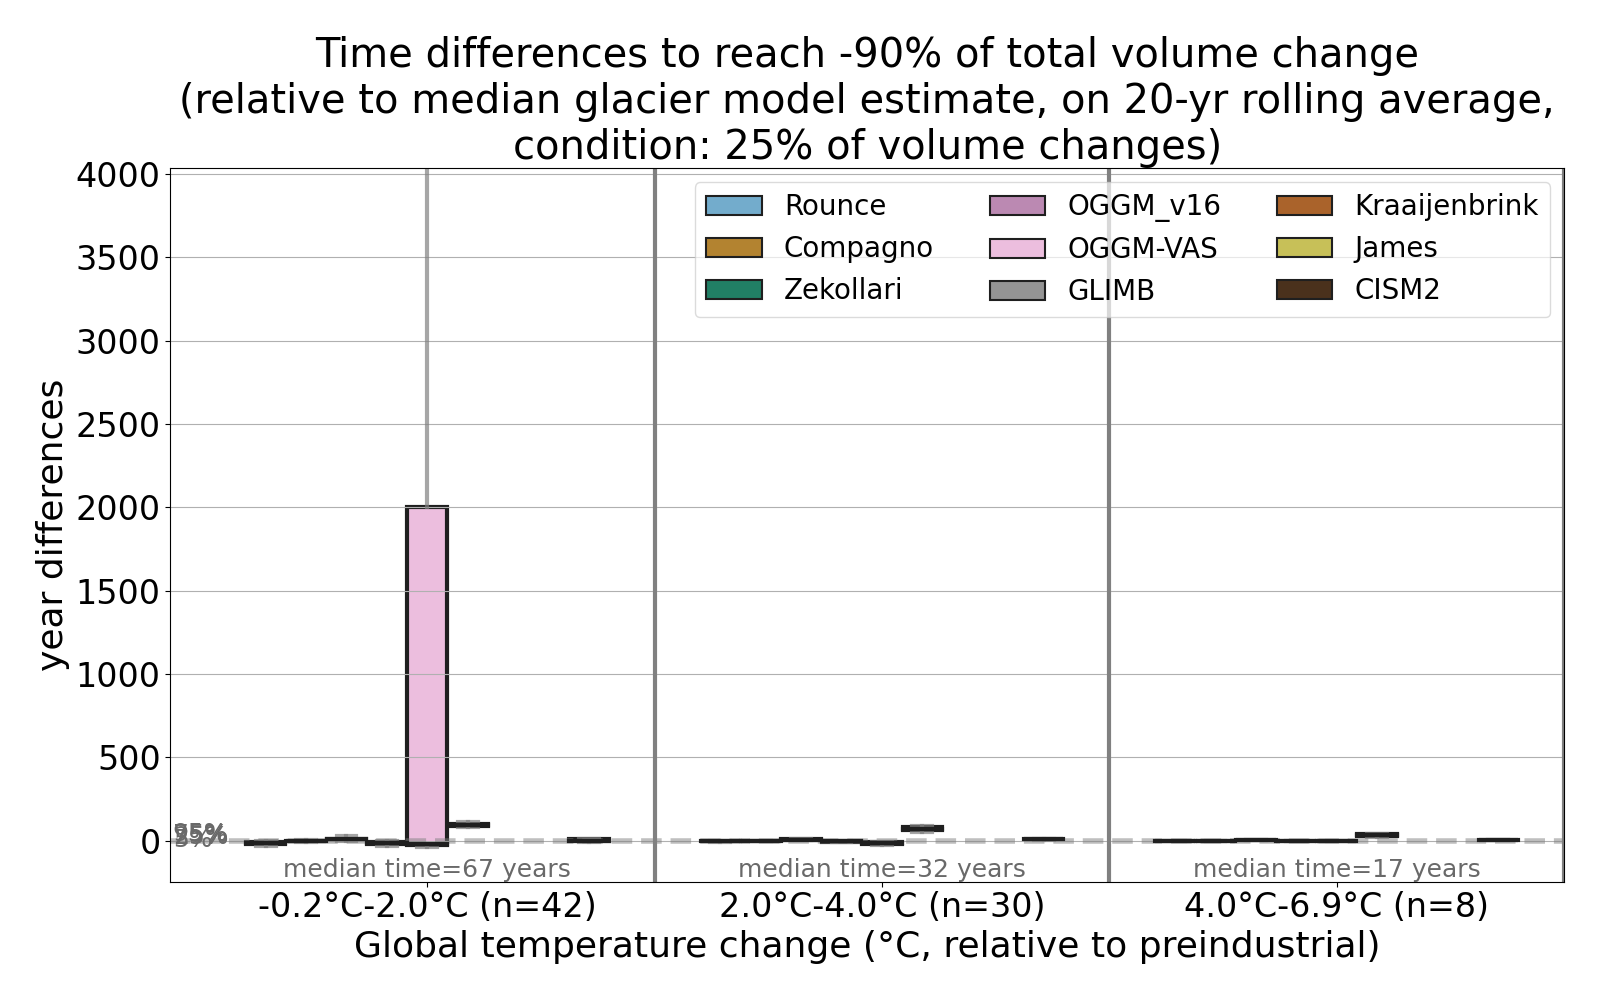 Time differences to reach -90% of total volume change
(relative to median glacier model estimate, on 20-yr rolling average,
condition: 25% of volume changes)
4000
3500
3000
2500
2000
1500
1000
500
0
year differences
Rounce
Compagno
Zekollari
OGGM_v16
OGGM-VAS
GLIMB
Kraaijenbrink
James
CISM2
median time=67 years
median time=32 years
median time=17 years
-0.2°C-2.0°C (n=42)
2.0°C-4.0°C (n=30)
4.0°C-6.9°C (n=8)
Global temperature change (°C, relative to preindustrial)